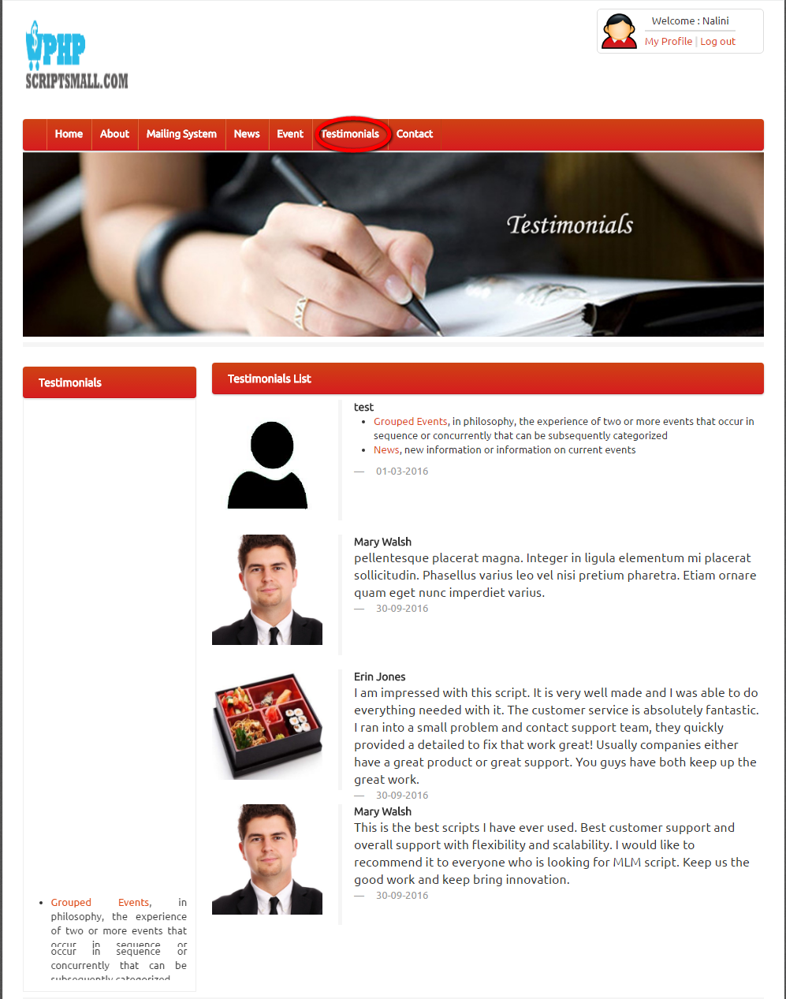 PHP
SCRIPTSMALL.COM
Welcome : Nalini
My Profile | Log out
Home About Mailing System News Event Testimonials Contact
Testimonials
Testimonials
Testimonials List
test
Grouped Events, in philosophy, the experience of two or more events that occur in
sequence or concurrently that can be subsequently categorized
News, new information or information on current events
— 01-03-2016
Mary Walsh
pellentesque placerat magna. Integer in ligula elementum mi placerat
sollicitudin. Phasellus varius leo vel nisi pretium pharetra. Etiam ornare
quam eget nunc imperdiet varius.
— 30-09-2016
Erin Jones
I am impressed with this script. It is very well made and I was able to do
everything needed with it. The customer service is absolutely fantastic.
I ran into a small problem and contact support team, they quickly
provided a detailed to fix that work great! Usually companies either
have a great product or great support. You guys have both keep up the
great work.
— 30-09-2016
Mary Walsh
This is the best scripts I have ever used. Best customer support and
overall support with flexibility and scalability. I would like to
recommend it to everyone who is looking for MLM script. Keep us the
good work and keep bring innovation.
— 30-09-2016
Grouped Events, in
philosophy, the experience
of two or more events that
occur in sequence or
occur in sequence or
concurrently that can be
subsequently categorized